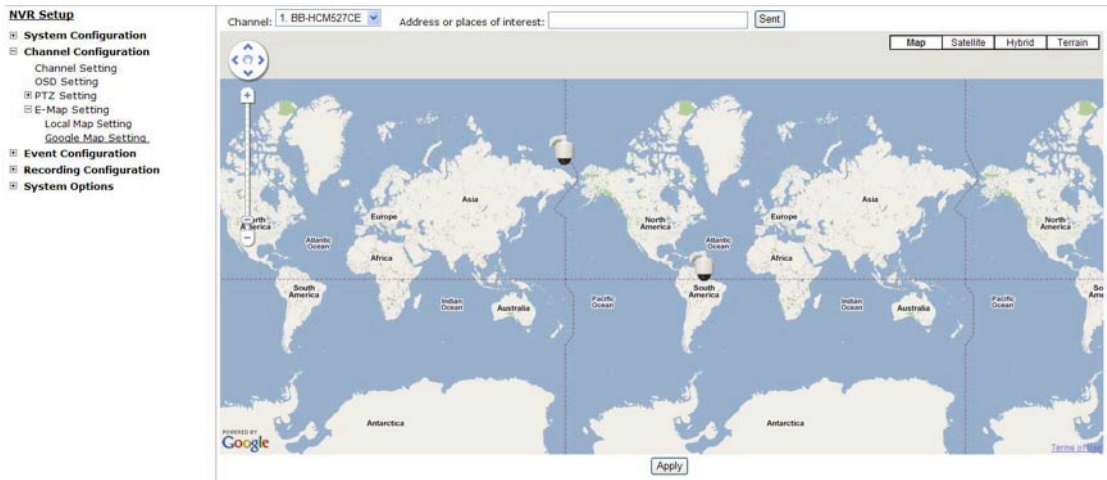 NVR Setup
System Configuration
Channel Configuration
Channel Setting
OSD Setting
PTZ Setting
E-Map Setting
Local Map Setting
Google Map Setting
Event Configuration
Recording Configuration
System Options
Channel: 1. BB-HCM527CE Address or places of interest: Sent
Map Satellite Hybrid Terrain
Asia
Asia
Europe
North America
Europe
North America
Atlantic Ocean
Atlantic Ocean
Africa
Africa
South America
South America
Indian Ocean
Australia
Pacific Ocean
Indian Ocean
Australia
Pacific Ocean
Antarctica
Antarctica
POWERED BY
Google
Terms of
Apply